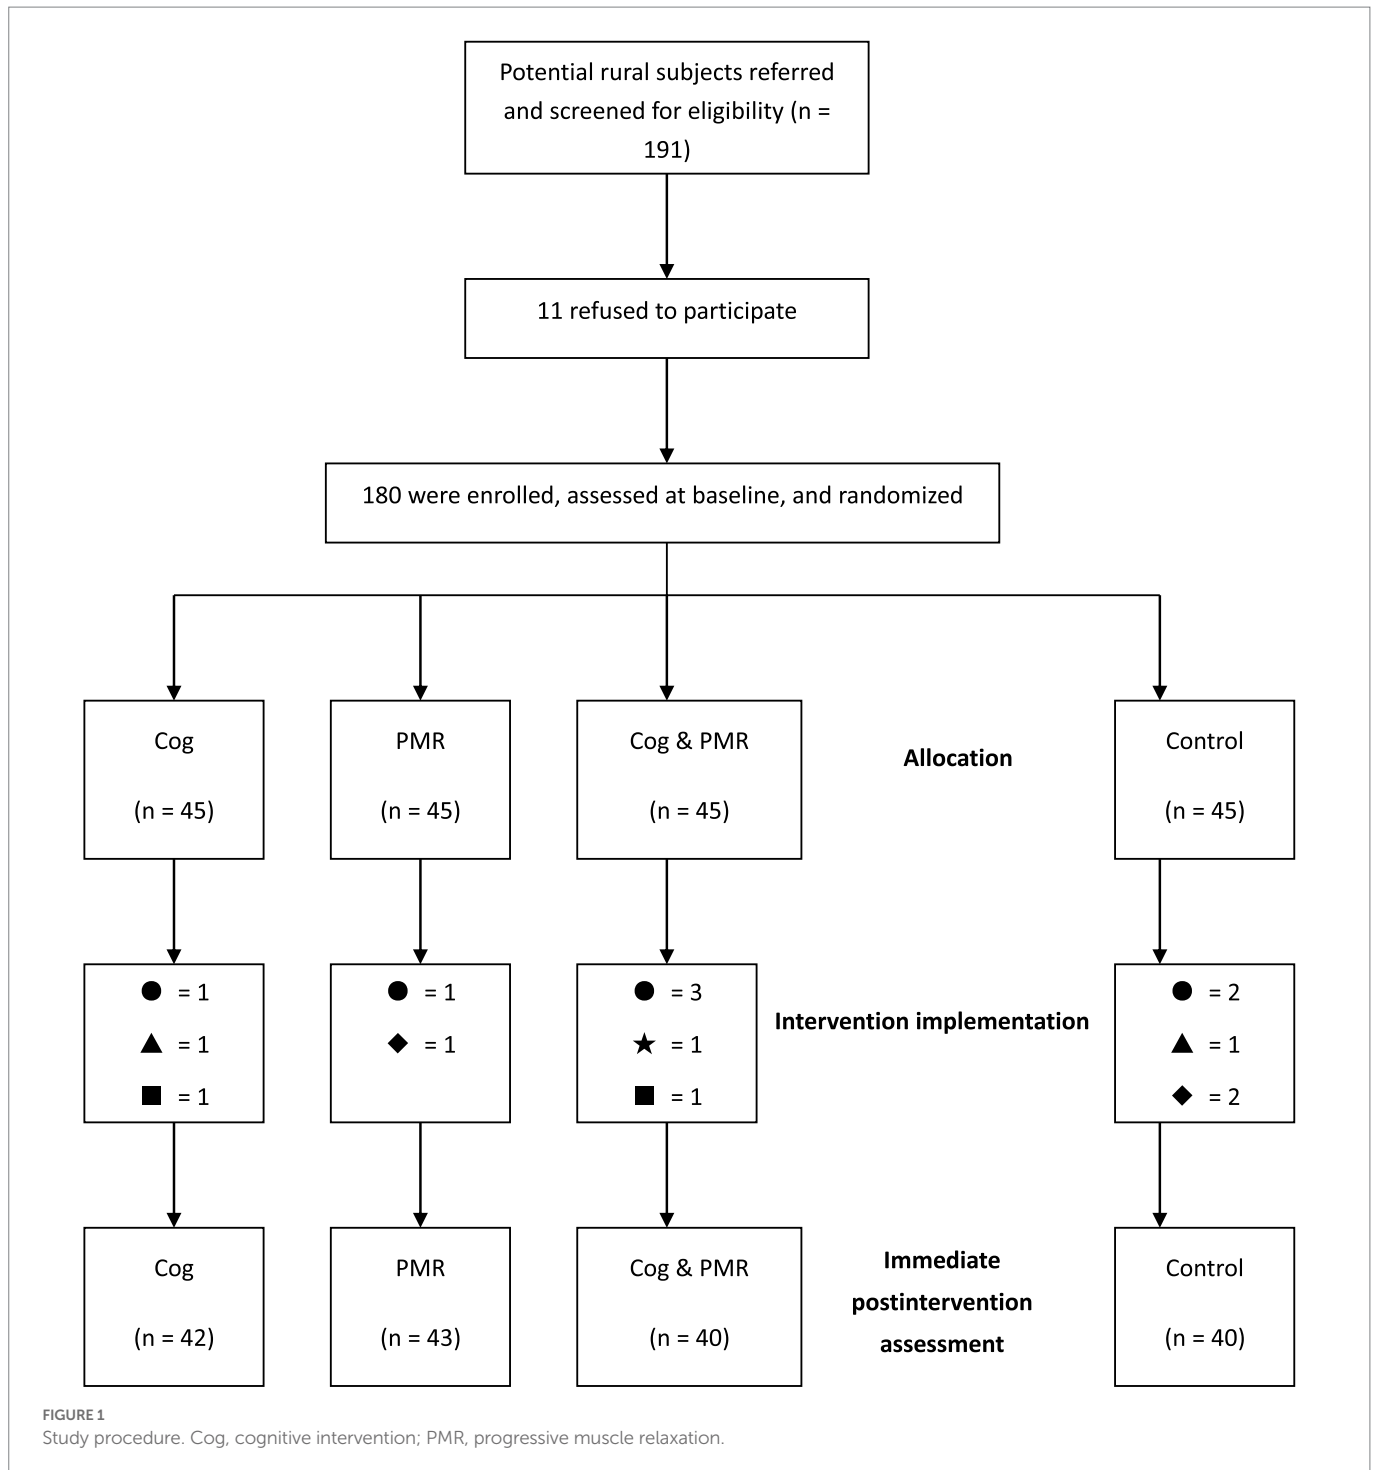 Potential rural subjects referred
and screened for eligibility (n =
191)
11 refused to participate
180 were enrolled, assessed at baseline, and randomized
Cog
(n = 45)
PMR
(n = 45)
Cog & PMR
(n = 45)
Allocation
Control
(n = 45)
● = 1
▲ = 1
■ = 1
● = 1
◆ = 1
● = 3
★ = 1
■ = 1
Intervention implementation
● = 2
▲ = 1
◆ = 2
Cog
(n = 42)
PMR
(n = 43)
Cog & PMR
(n = 40)
Immediate
postintervention
assessment
Control
(n = 40)
FIGURE 1
Study procedure. Cog, cognitive intervention; PMR, progressive muscle relaxation.